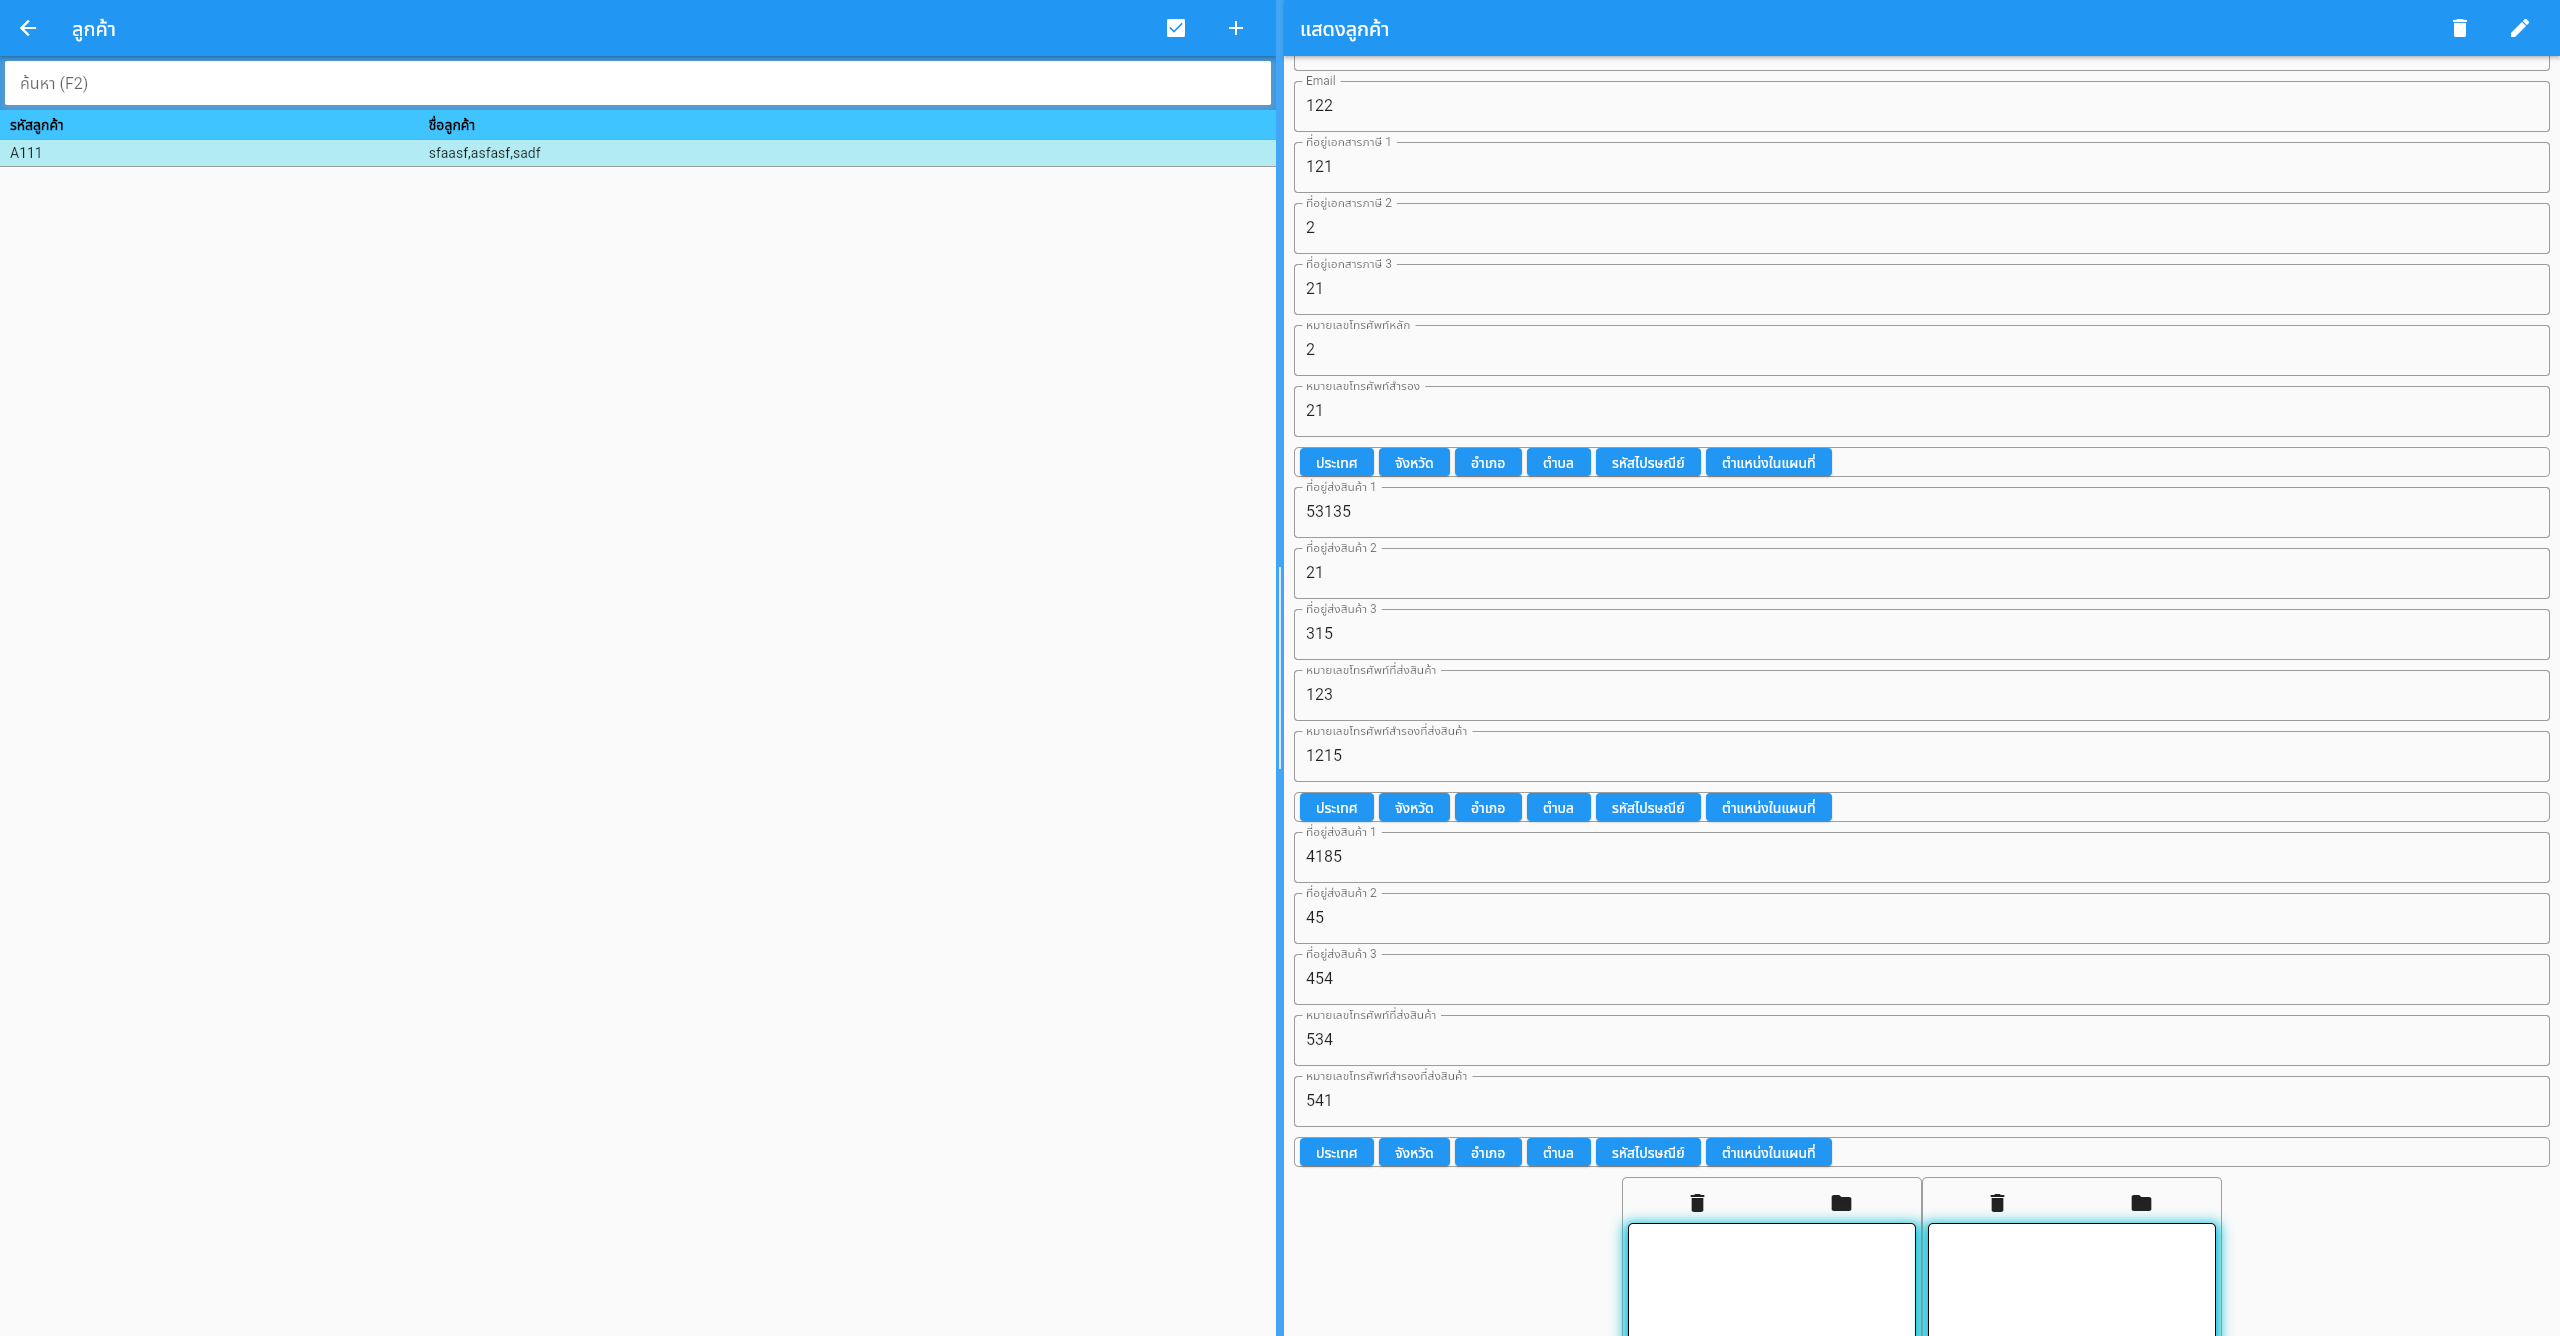 ลูกค้า
ค้นหา (F2)
รหัสลูกค้า ชื่อลูกค้า
A111 sfaasf,asfasf,sadf
แสดงลูกค้า
Email
122
ที่อยู่เอกสารภาษี 1
121
ที่อยู่เอกสารภาษี 2
2
ที่อยู่เอกสารภาษี 3
21
หมายเลขโทรศัพท์หลัก
2
หมายเลขโทรศัพท์สำรอง
21
ประเทศ จังหวัด อำเภอ ตำบล รหัสไปรษณีย์ ตำแหน่งในแผนที่
ที่อยู่ส่งสินค้า 1
53135
ที่อยู่ส่งสินค้า 2
21
ที่อยู่ส่งสินค้า 3
315
หมายเลขโทรศัพท์ที่ส่งสินค้า
123
หมายเลขโทรศัพท์สำรองที่ส่งสินค้า
1215
ประเทศ จังหวัด อำเภอ ตำบล รหัสไปรษณีย์ ตำแหน่งในแผนที่
ที่อยู่ส่งสินค้า 1
4185
ที่อยู่ส่งสินค้า 2
45
ที่อยู่ส่งสินค้า 3
454
หมายเลขโทรศัพท์ที่ส่งสินค้า
534
หมายเลขโทรศัพท์สำรองที่ส่งสินค้า
541
ประเทศ จังหวัด อำเภอ ตำบล รหัสไปรษณีย์ ตำแหน่งในแผนที่